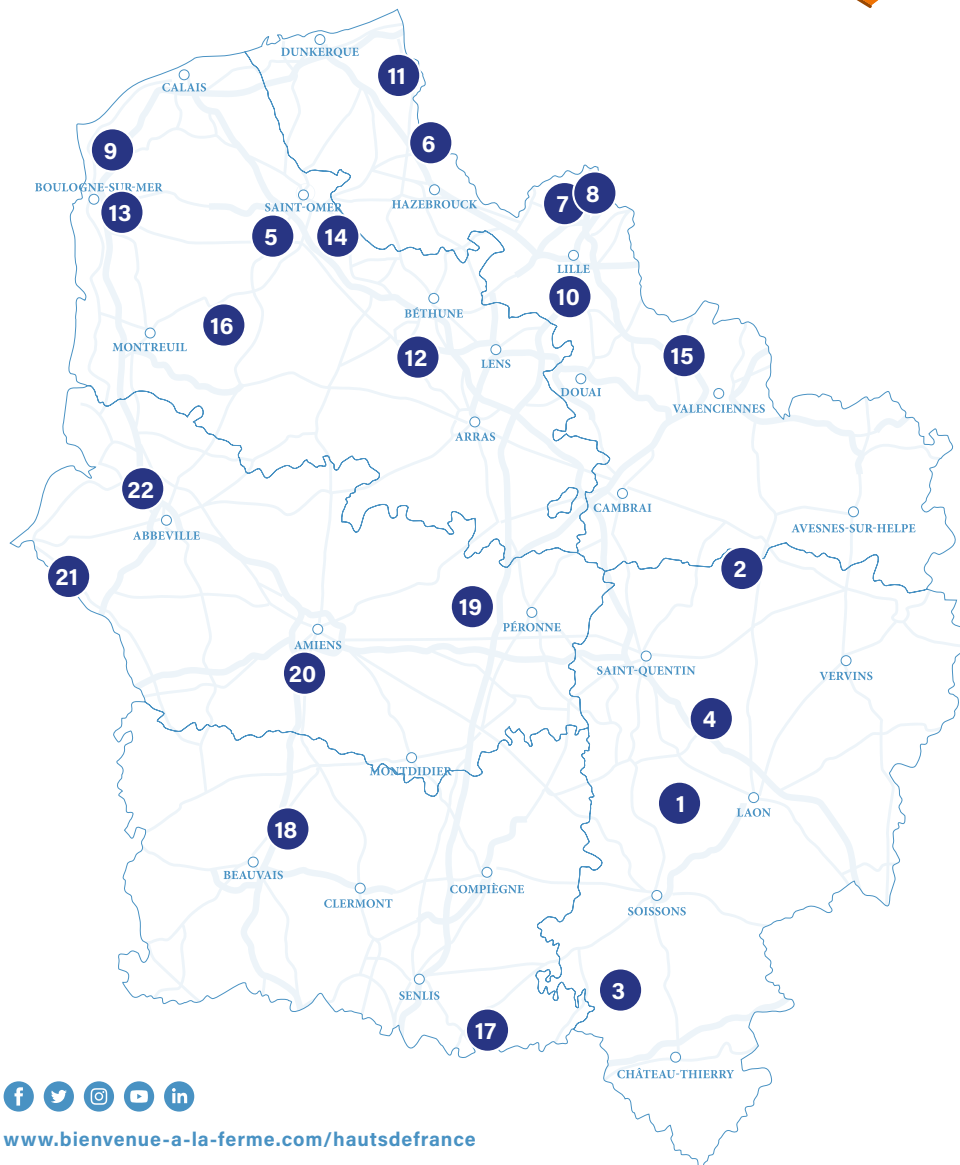 DUNKERQUE
11
CALAIS
6
9
BOULOGNE-SUR-MER
13
SAINT-OMER
HAZEBROUCK
7
8
5
14
LILLE
10
BÉTHUNE
16
MONTREUIL
12
LENS
15
DOUAI
VALENCIENNES
ARRAS
22
ABBEVILLE
CAMBRAI
AVESNES-SUR-HELPE
21
2
19
PÉRONNE
AMIENS
20
SAINT-QUENTIN
VERVINS
4
MONTDIDIER
1
LAON
18
BEAUVAIS
CLERMONT
COMPIÈGNE
SOISSONS
SENLIS
3
17
CHÂTEAU-THIERRY
www.bienvenue-a-la-ferme.com/hautsdefrance